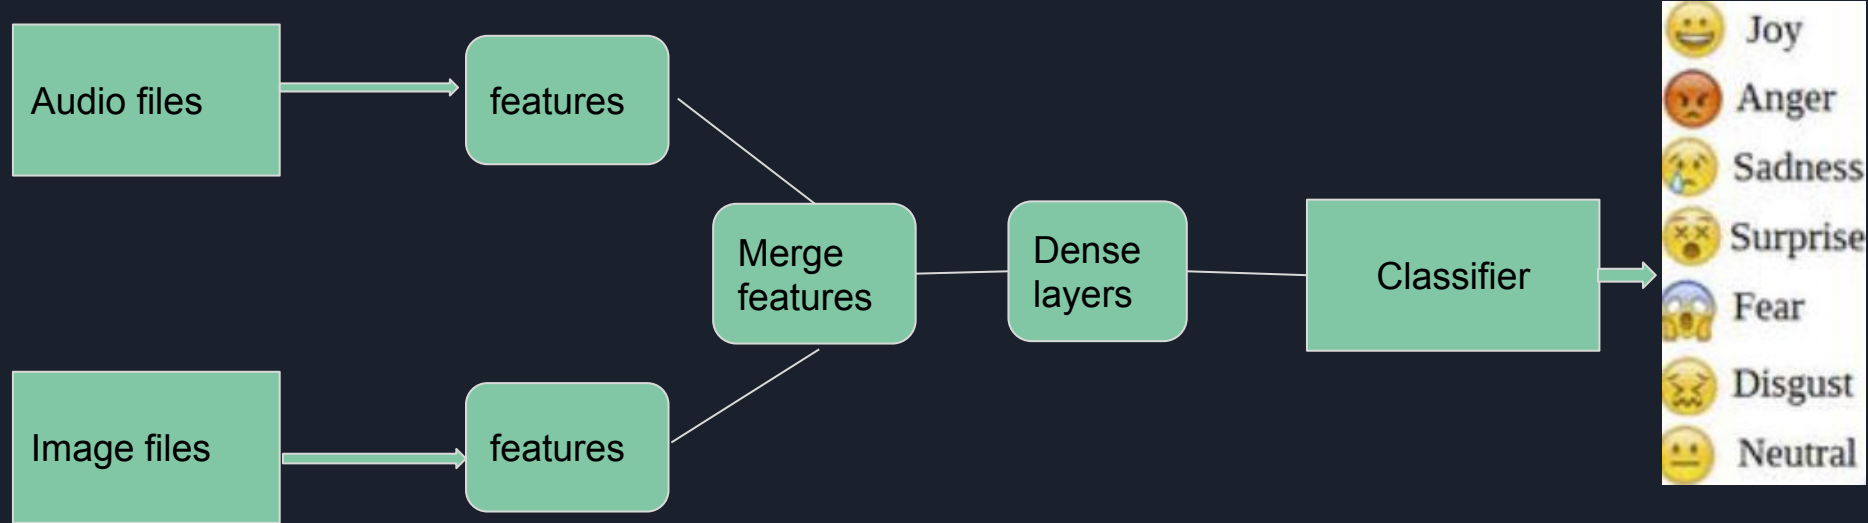 Audio files
features
Image files
features
Merge
features
Dense
layers
Classifier
Joy
Anger
Sadness
Surprise
Fear
Disgust
Neutral